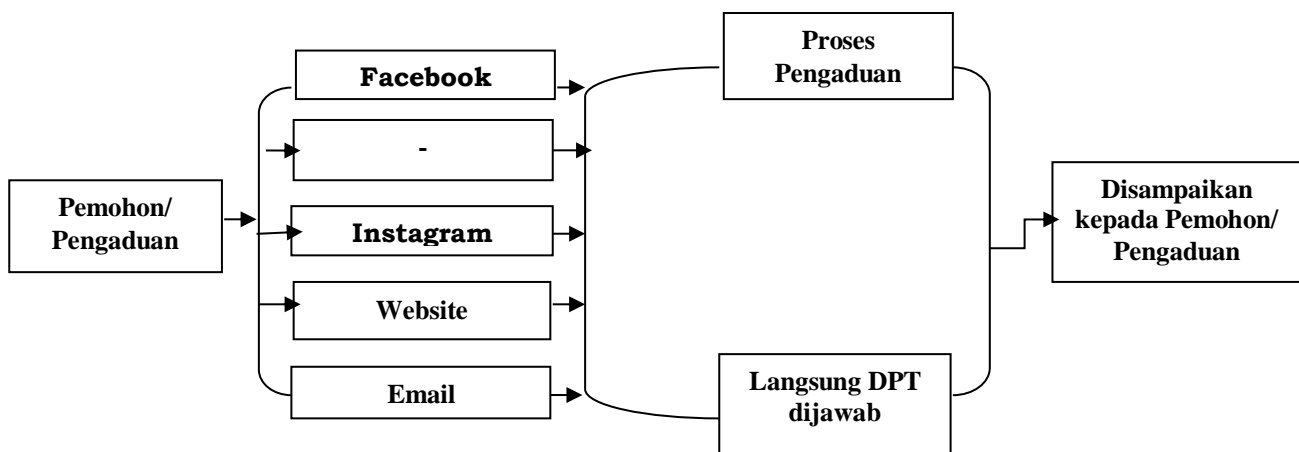 Pemohon/
Pengaduan
Facebook
-
Instagram
Website
Email
Proses
Pengaduan
Langsung DPT
dijawab
Disampaikan
kepada Pemohon/
Pengaduan